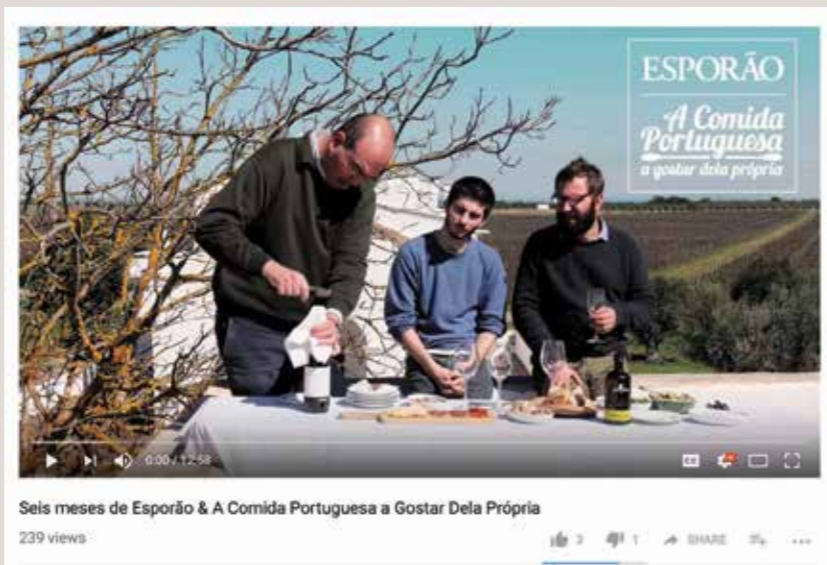 ESPORÃO
A Comida
Portuguesa
a gostar dela própria
0:00 / 12:58
CC
Seis meses de Esporão & A Comida Portuguesa a Gostar Dela Própria
239 views
3 1 SHARE